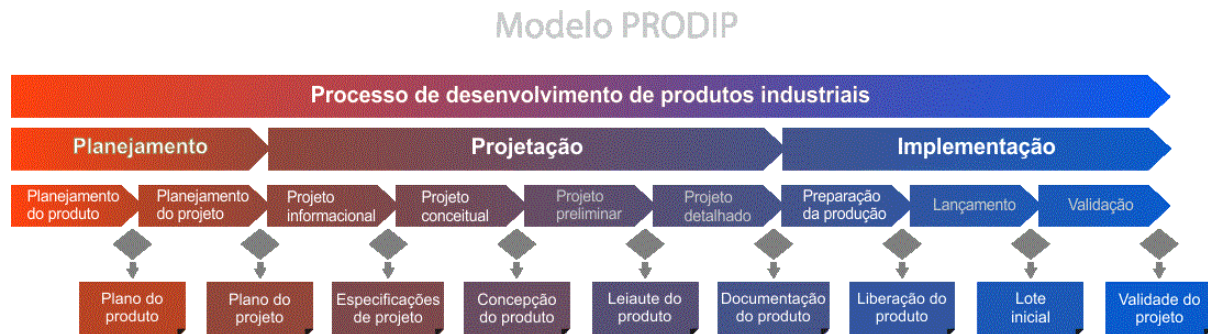 Modelo PRODIP
Processo de desenvolvimento de produtos industriais
Planejamento
Projetação
Implementação
Planejamento
do produto
Planejamento
do projeto
Projeto
informacional
Projeto
conceitual
Projeto
preliminar
Projeto
detalhado
Preparação
da produção
Lançamento
Validação
Plano do
produto
Plano do
projeto
Especificações
de projeto
Concepção
do produto
Leiaute do
produto
Documentação
do produto
Liberação do
produto
Lote
inicial
Validade do
projeto